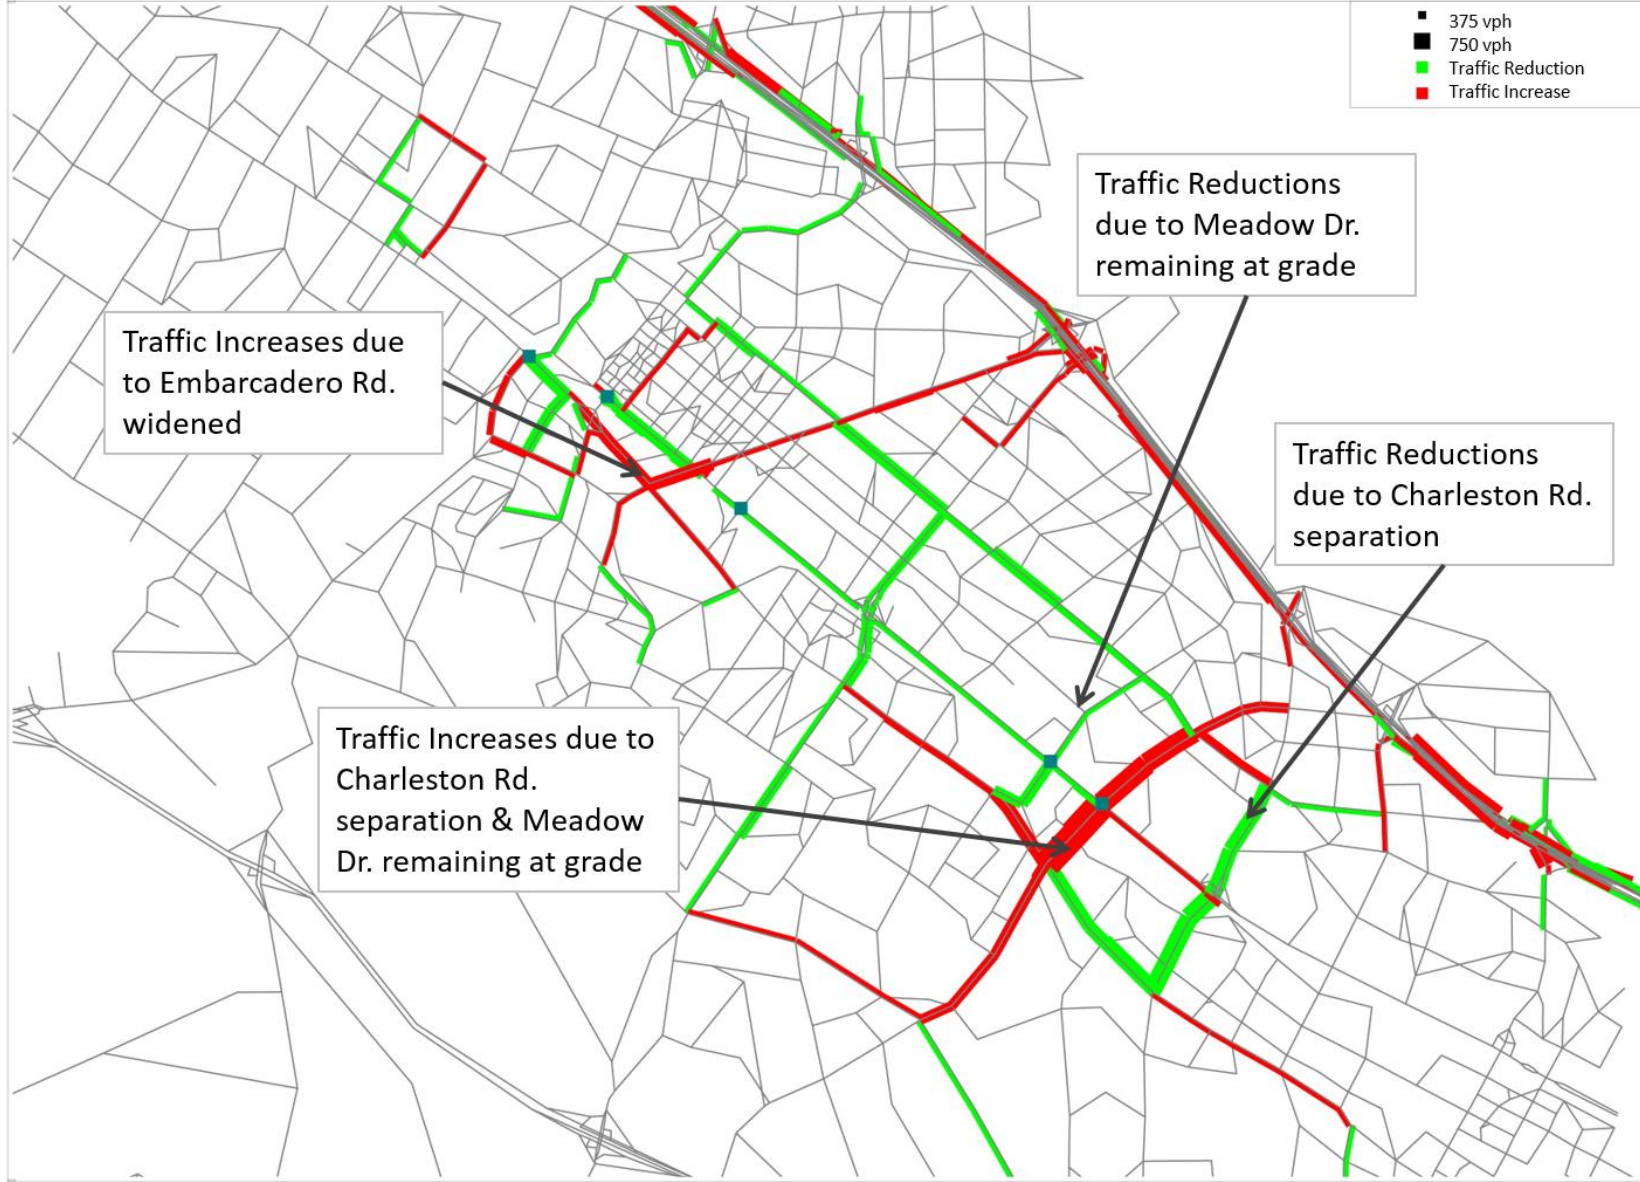 375 vph
750 vph
Traffic Reduction
Traffic Increase
Traffic Reductions
due to Meadow Dr.
remaining at grade
Traffic Increases due
to Embarcadero Rd.
widened
Traffic Reductions
due to Charleston Rd.
separation
Traffic Increases due to
Charleston Rd.
separation & Meadow
Dr. remaining at grade